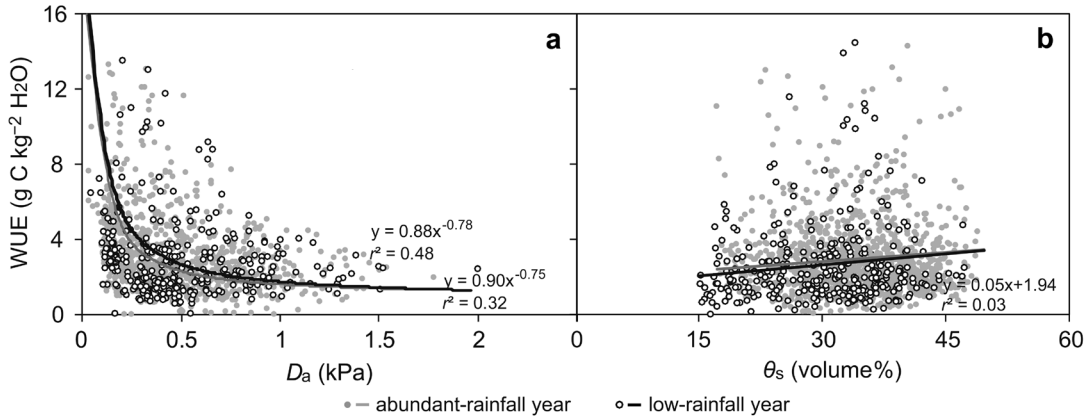 16
12
8
4
0
WUE (g C kg⁻² H2O)
a
y = 0.88x⁻⁰·⁷⁸
r² = 0.48
y = 0.90x⁻⁰·⁷⁵
r² = 0.32
0 0.5 1 1.5 2
Da (kPa)
b
y = 0.05x+1.94
r² = 0.03
0 15 30 45 60
θs (volume%)
abundant-rainfall year low-rainfall year